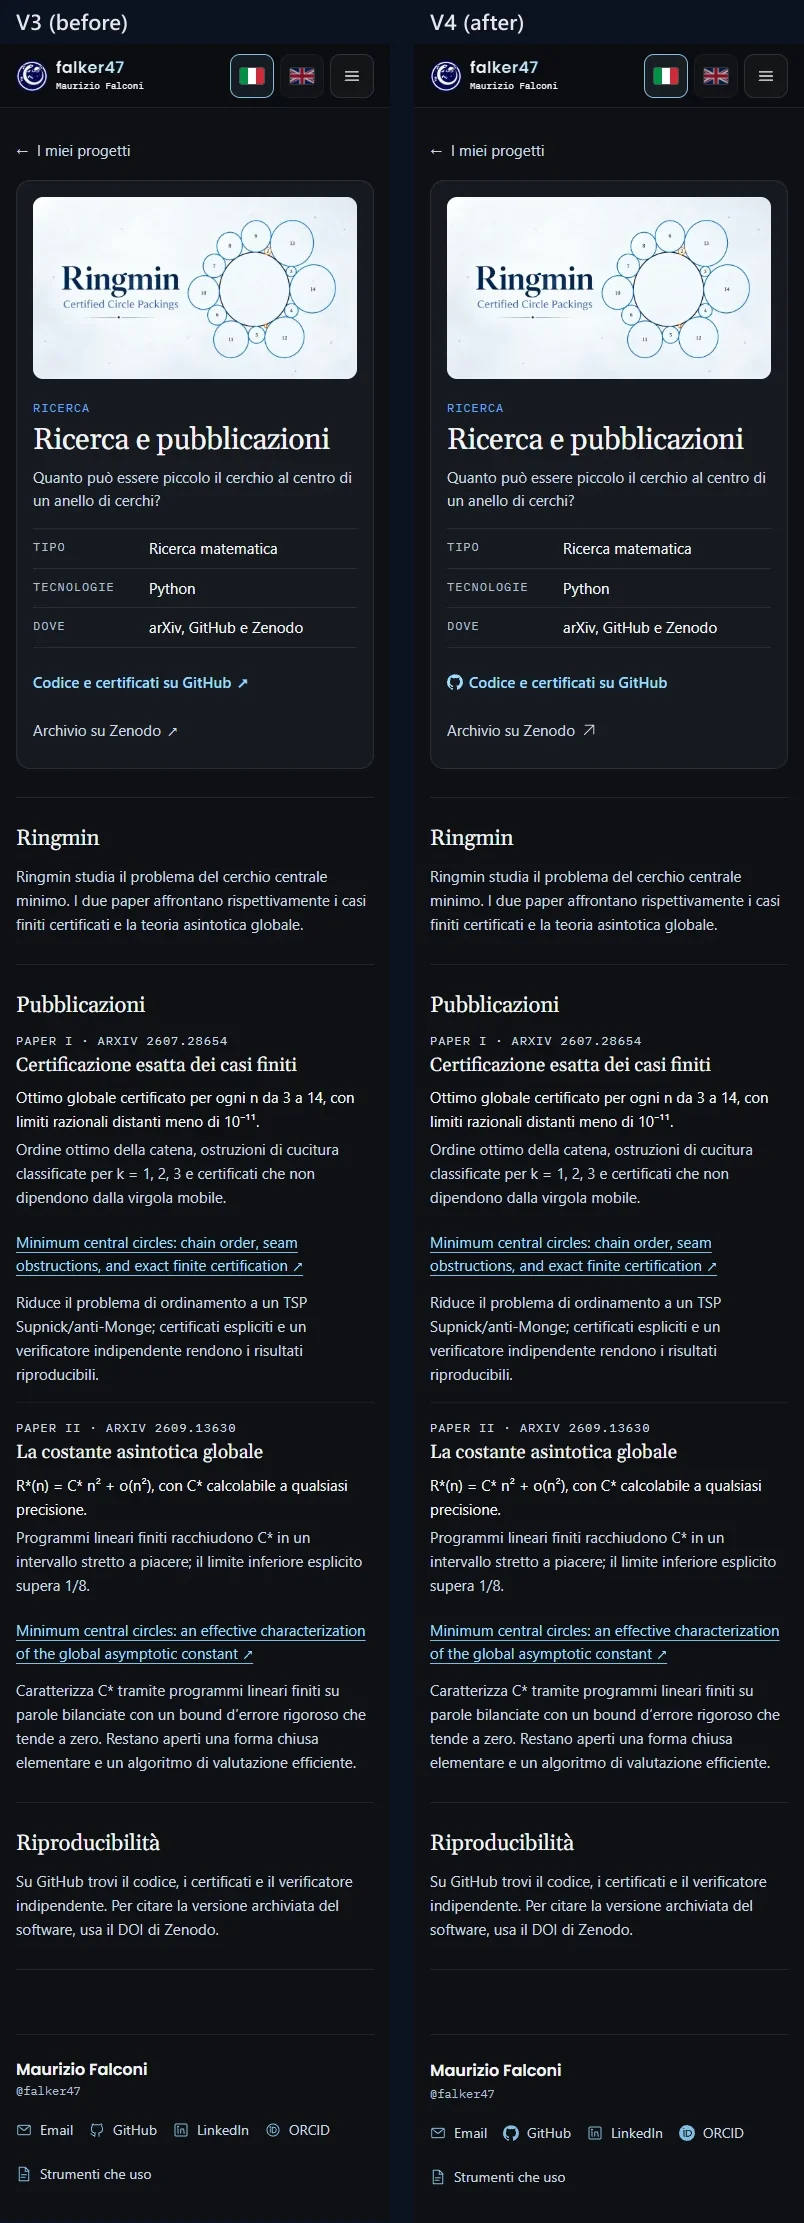 V3 (before)
falker47
Maurizio Falconi
← I miei progetti
Ringmin
Certified Circle Packings
RICERCA
Ricerca e pubblicazioni
Quanto può essere piccolo il cerchio al centro di
un anello di cerchi?
TIPO Ricerca matematica
TECNOLOGIE Python
DOVE arXiv, GitHub e Zenodo
Codice e certificati su GitHub ↗
Archivio su Zenodo ↗
Ringmin
Ringmin studia il problema del cerchio centrale
minimo. I due paper affrontano rispettivamente i casi
finiti certificati e la teoria asintotica globale.
Pubblicazioni
PAPER I · ARXIV 2607.28654
Certificazione esatta dei casi finiti
Ottimo globale certificato per ogni n da 3 a 14, con
limiti razionali distanti meno di 10⁻¹¹.
Ordine ottimo della catena, ostruzioni di cucitura
classificate per k = 1, 2, 3 e certificati che non
dipendono dalla virgola mobile.
Minimum central circles: chain order, seam
obstructions, and exact finite certification ↗
Riduce il problema di ordinamento a un TSP
Supnick/anti-Monge; certificati espliciti e un
verificatore indipendente rendono i risultati
riproducibili.
PAPER II · ARXIV 2609.13630
La costante asintotica globale
R*(n) = C* n² + o(n²), con C* calcolabile a qualsiasi
precisione.
Programmi lineari finiti racchiudono C* in un
intervallo stretto a piacere; il limite inferiore esplicito
supera 1/8.
Minimum central circles: an effective characterization
of the global asymptotic constant ↗
Caratterizza C* tramite programmi lineari finiti su
parole bilanciate con un bound d’errore rigoroso che
tende a zero. Restano aperti una forma chiusa
elementare e un algoritmo di valutazione efficiente.
Riproducibilità
Su GitHub trovi il codice, i certificati e il verificatore
indipendente. Per citare la versione archiviata del
software, usa il DOI di Zenodo.
Maurizio Falconi
@falker47
Email GitHub LinkedIn ORCID
Strumenti che uso
V4 (after)
falker47
Maurizio Falconi
← I miei progetti
Ringmin
Certified Circle Packings
RICERCA
Ricerca e pubblicazioni
Quanto può essere piccolo il cerchio al centro di
un anello di cerchi?
TIPO Ricerca matematica
TECNOLOGIE Python
DOVE arXiv, GitHub e Zenodo
Codice e certificati su GitHub
Archivio su Zenodo ↗
Ringmin
Ringmin studia il problema del cerchio centrale
minimo. I due paper affrontano rispettivamente i casi
finiti certificati e la teoria asintotica globale.
Pubblicazioni
PAPER I · ARXIV 2607.28654
Certificazione esatta dei casi finiti
Ottimo globale certificato per ogni n da 3 a 14, con
limiti razionali distanti meno di 10⁻¹¹.
Ordine ottimo della catena, ostruzioni di cucitura
classificate per k = 1, 2, 3 e certificati che non
dipendono dalla virgola mobile.
Minimum central circles: chain order, seam
obstructions, and exact finite certification ↗
Riduce il problema di ordinamento a un TSP
Supnick/anti-Monge; certificati espliciti e un
verificatore indipendente rendono i risultati
riproducibili.
PAPER II · ARXIV 2609.13630
La costante asintotica globale
R*(n) = C* n² + o(n²), con C* calcolabile a qualsiasi
precisione.
Programmi lineari finiti racchiudono C* in un
intervallo stretto a piacere; il limite inferiore esplicito
supera 1/8.
Minimum central circles: an effective characterization
of the global asymptotic constant ↗
Caratterizza C* tramite programmi lineari finiti su
parole bilanciate con un bound d’errore rigoroso che
tende a zero. Restano aperti una forma chiusa
elementare e un algoritmo di valutazione efficiente.
Riproducibilità
Su GitHub trovi il codice, i certificati e il verificatore
indipendente. Per citare la versione archiviata del
software, usa il DOI di Zenodo.
Maurizio Falconi
@falker47
Email GitHub LinkedIn ORCID
Strumenti che uso